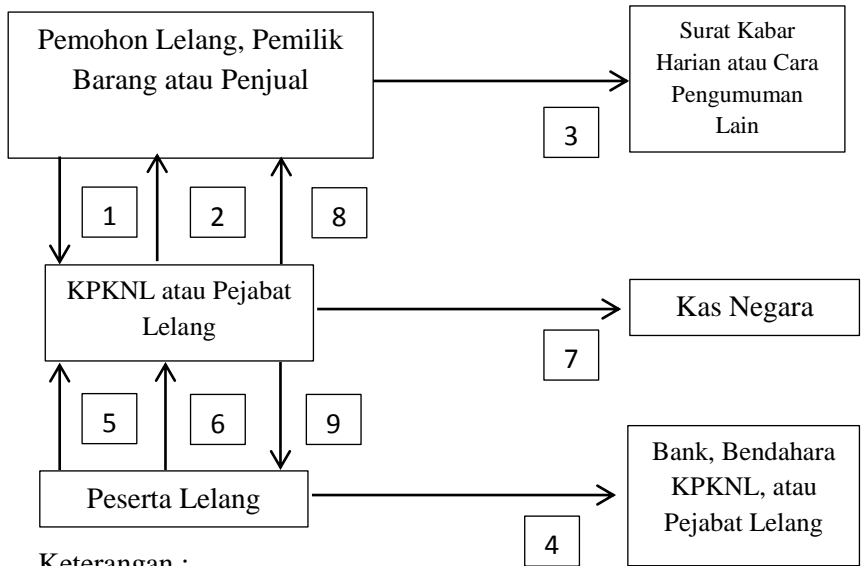 Pemohon Lelang, Pemilik
Barang atau Penjual
Surat Kabar
Harian atau Cara
Pengumuman
Lain
3
1
2
8
KPKNL atau Pejabat
Lelang
Kas Negara
7
5
6
9
Peserta Lelang
Bank, Bendahara
KPKNL, atau
Pejabat Lelang
4
Keterangan :